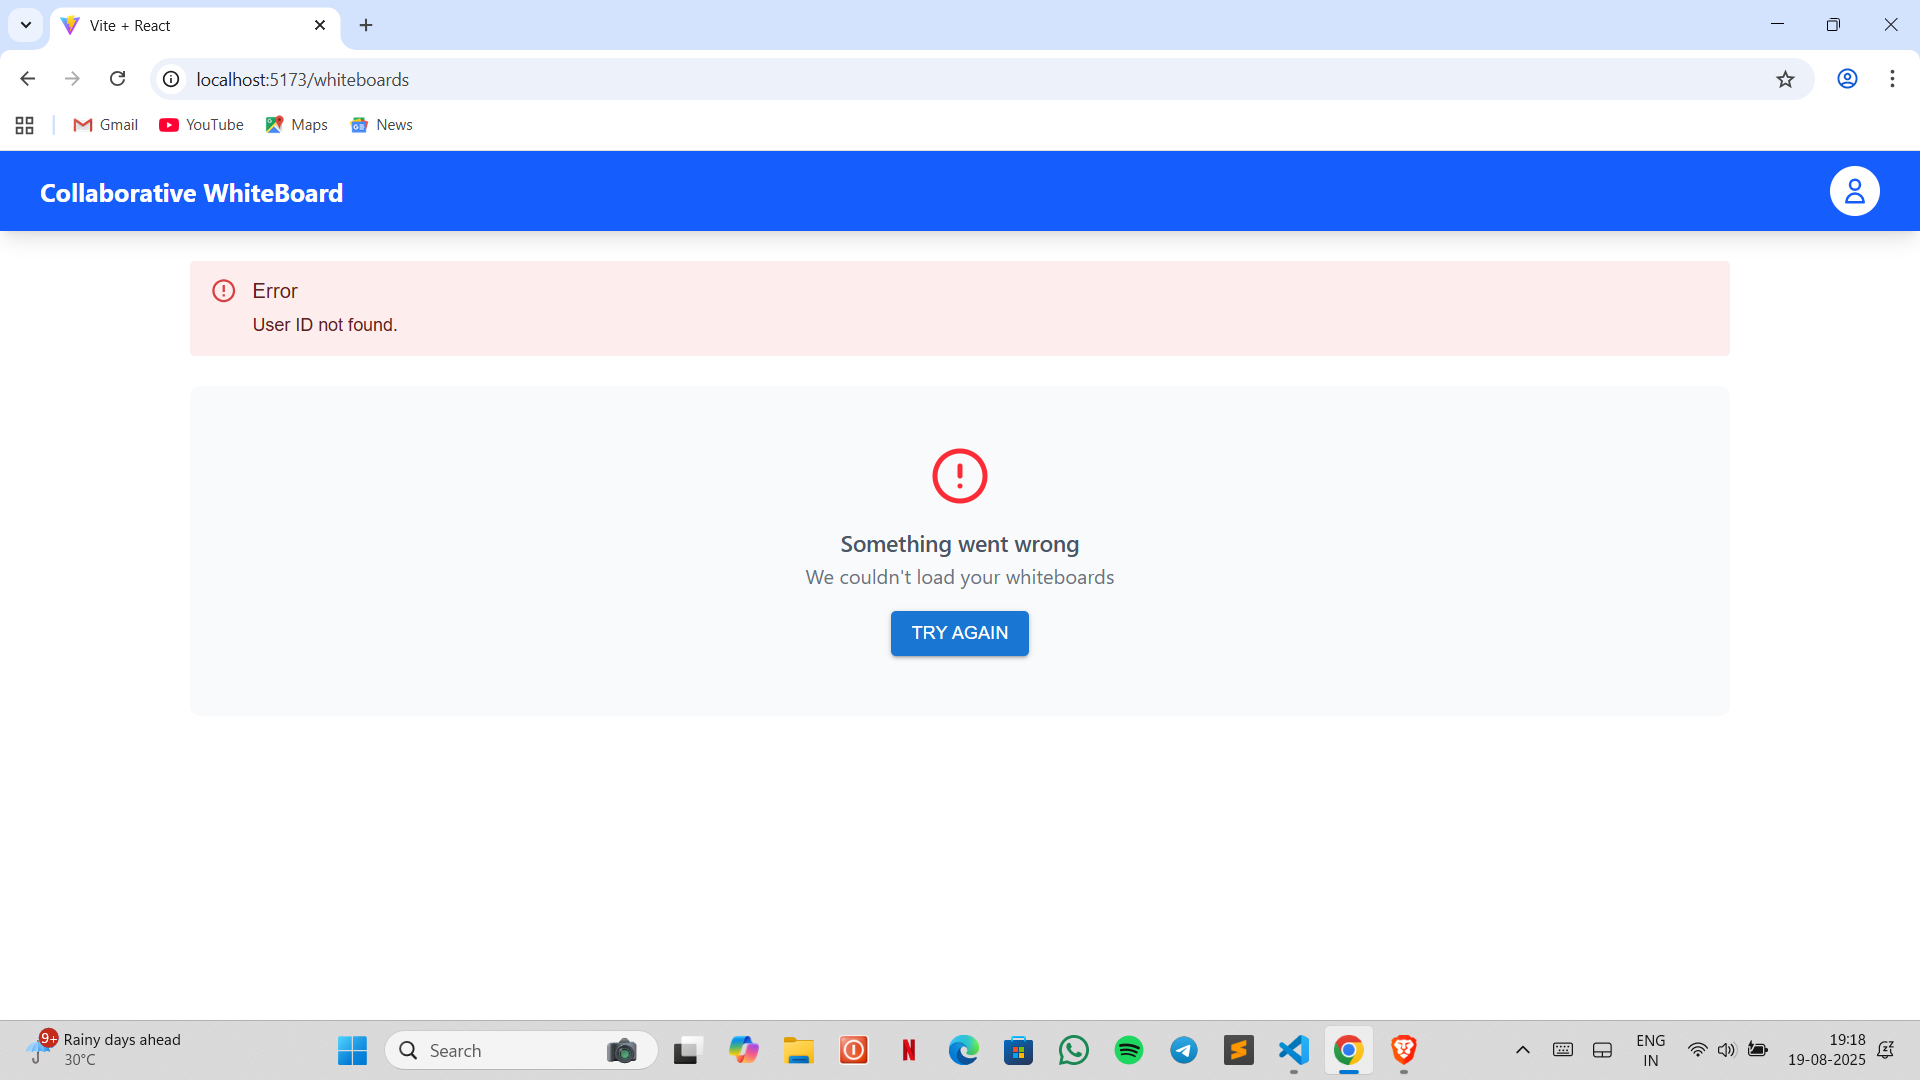 Vite + React
localhost:5173/whiteboards
Gmail
YouTube
Maps
News
Collaborative WhiteBoard
Error
User ID not found.
Something went wrong
We couldn't load your whiteboards
TRY AGAIN
9+
Rainy days ahead
30°C
Search
ENG
IN
19:18
19-08-2025